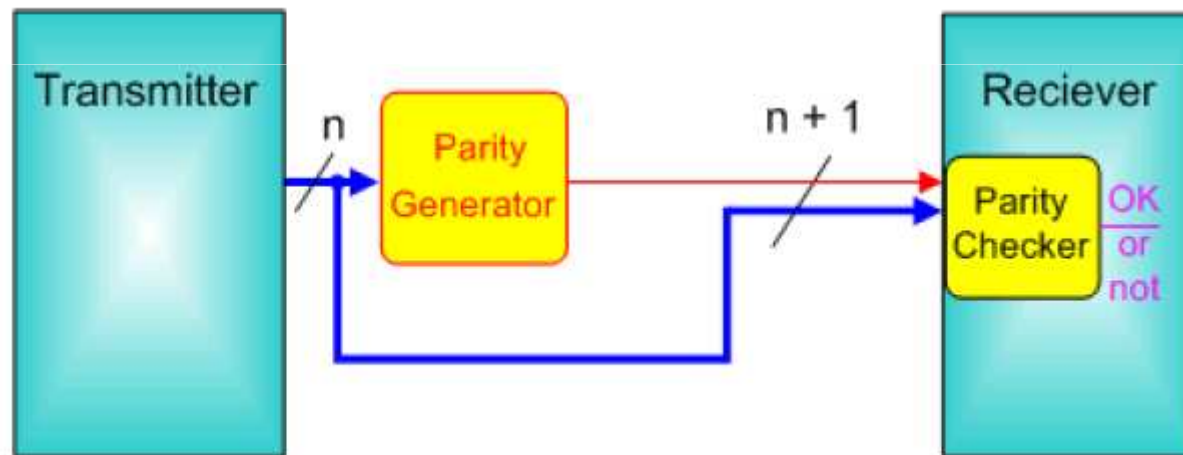 Transmitter
n
Parity
Generator
n + 1
Reciever
Parity
Checker
OK
or
not